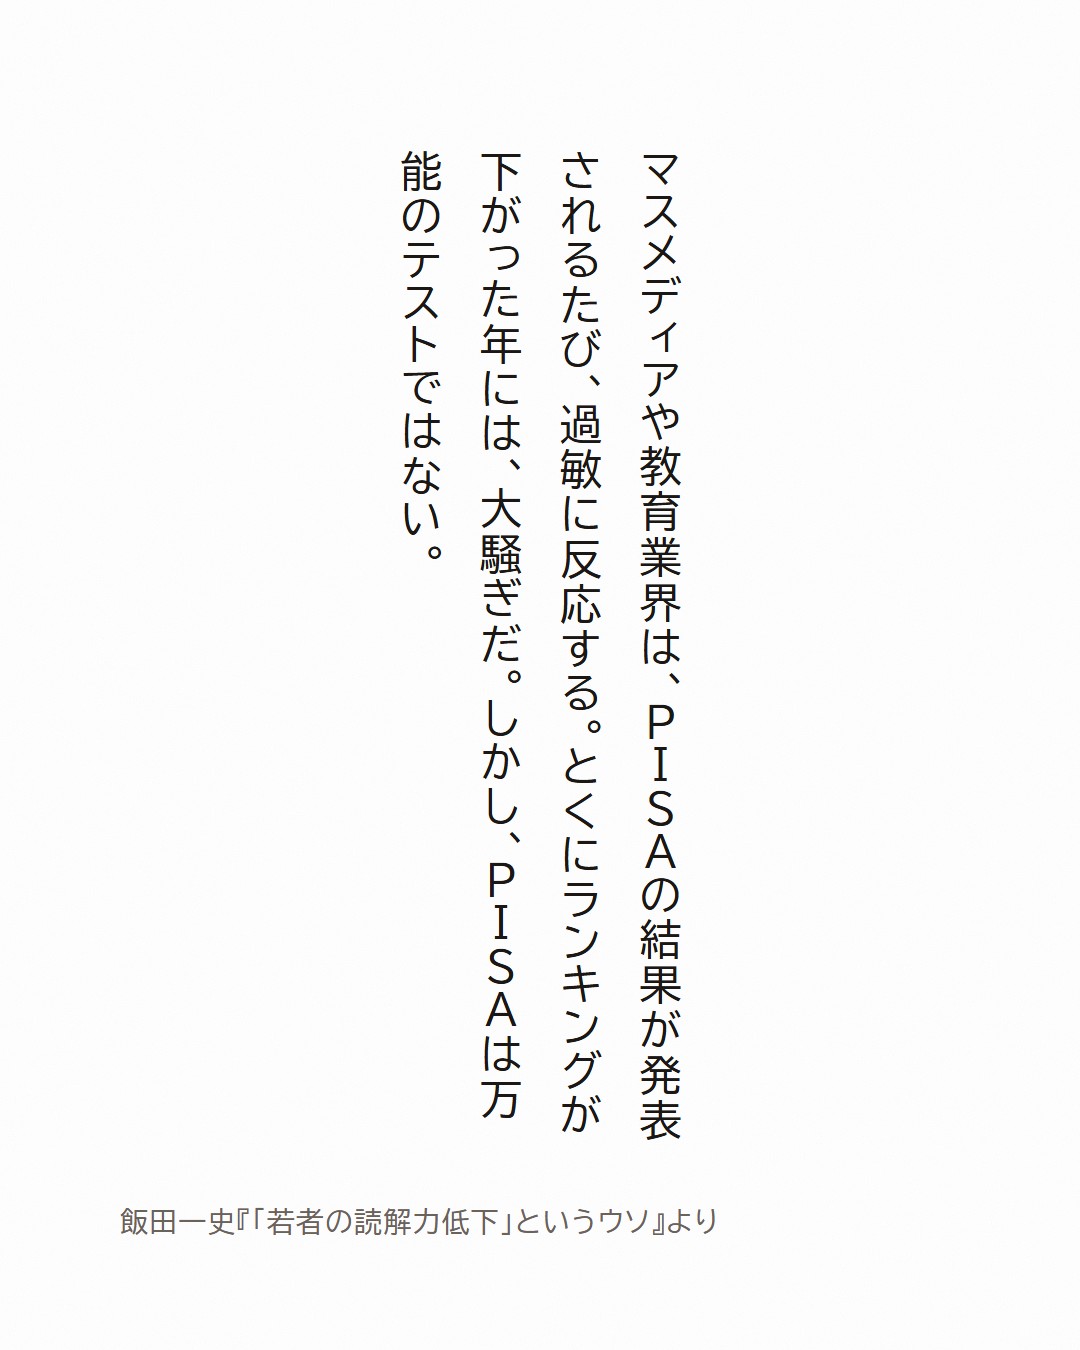 マスメディアや教育業界は、ＰＩＳＡの結果が発表
されるたび、過敏に反応する。とくにランキングが
下がった年には、大騒ぎだ。しかし、ＰＩＳＡは万
能のテストではない。
飯田一史『「若者の読解力低下」というウソ』より